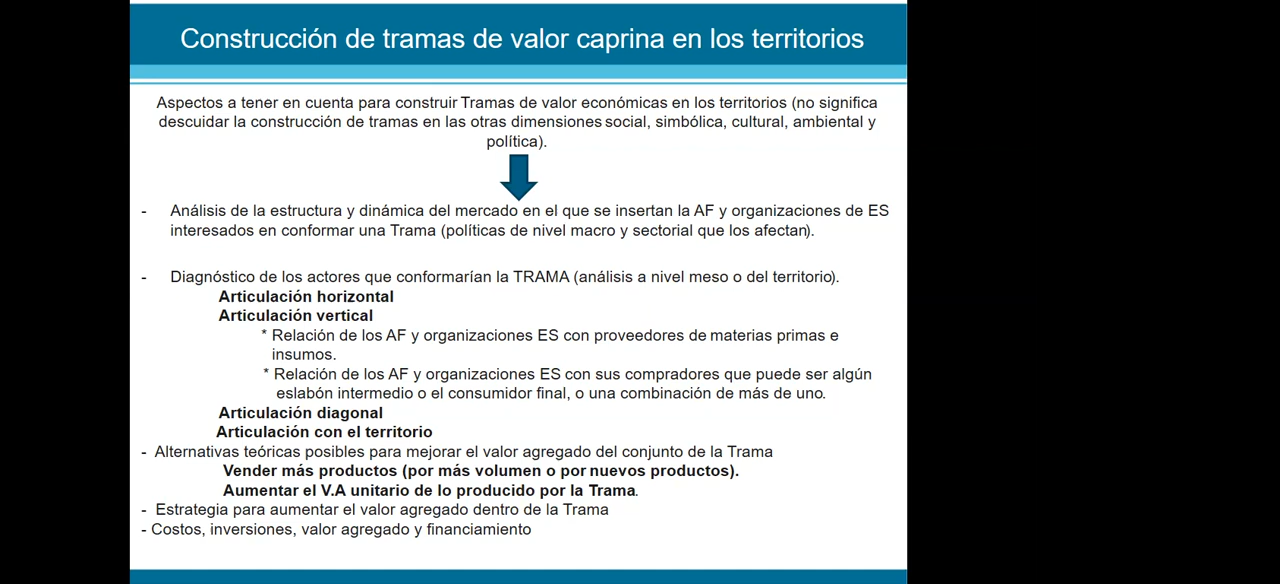 Construcción de tramas de valor caprina en los territorios
Aspectos a tener en cuenta para construir Tramas de valor económicas en los territorios (no significa
descuidar la construcción de tramas en las otras dimensiones social, simbólica, cultural, ambiental y
política).
- Análisis de la estructura y dinámica del mercado en el que se insertan la AF y organizaciones de ES
interesados en conformar una Trama (políticas de nivel macro y sectorial que los afectan).
- Diagnóstico de los actores que conformarían la TRAMA (análisis a nivel meso o del territorio).
Articulación horizontal
Articulación vertical
* Relación de los AF y organizaciones ES con proveedores de materias primas e
insumos.
* Relación de los AF y organizaciones ES con sus compradores que puede ser algún
eslabón intermedio o el consumidor final, o una combinación de más de uno.
Articulación diagonal
Articulación con el territorio
- Alternativas teóricas posibles para mejorar el valor agregado del conjunto de la Trama
Vender más productos (por más volumen o por nuevos productos).
Aumentar el V.A unitario de lo producido por la Trama.
- Estrategia para aumentar el valor agregado dentro de la Trama
- Costos, inversiones, valor agregado y financiamiento